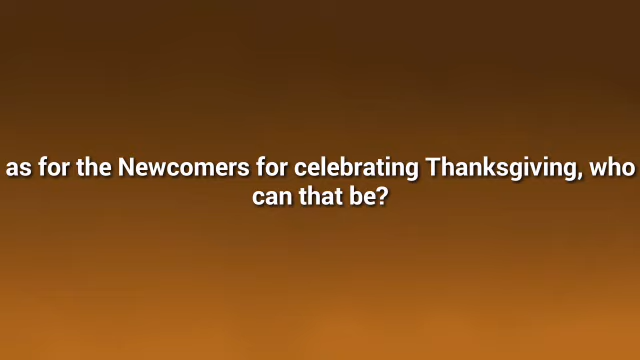 as for the Newcomers for celebrating Thanksgiving, who
can that be?